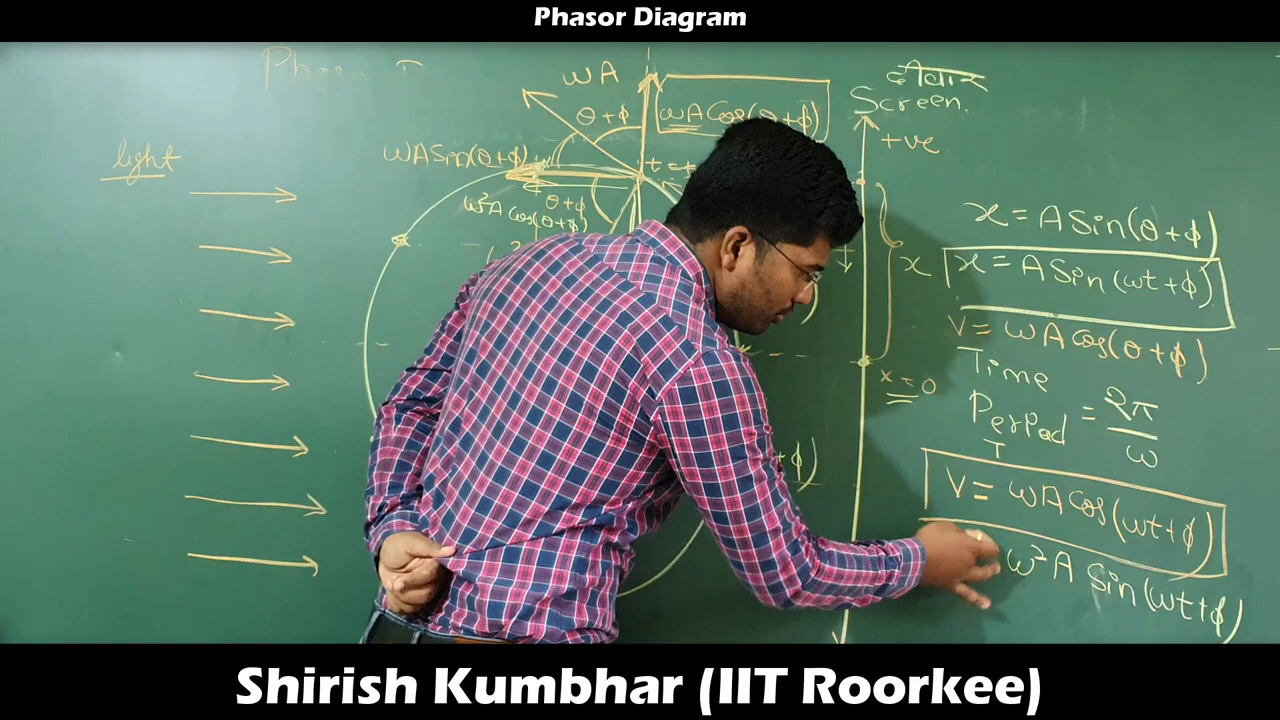 Phasor Diagram
light
ωA
θ+φ
ωA Cos(θ+φ)
ωA Sin(θ+φ)
θ+φ
ω²A Cos(θ+φ)
Screen.
+ve
x
x = 0
x = A Sin(θ+φ)
x = A Sin(ωt+φ)
V = ωA Cos(θ+φ)
Time
Period = 2π/ω
T
V = ωA Cos(ωt+φ)
ω²A Sin(ωt+φ)
Shirish Kumbhar (IIT Roorkee)